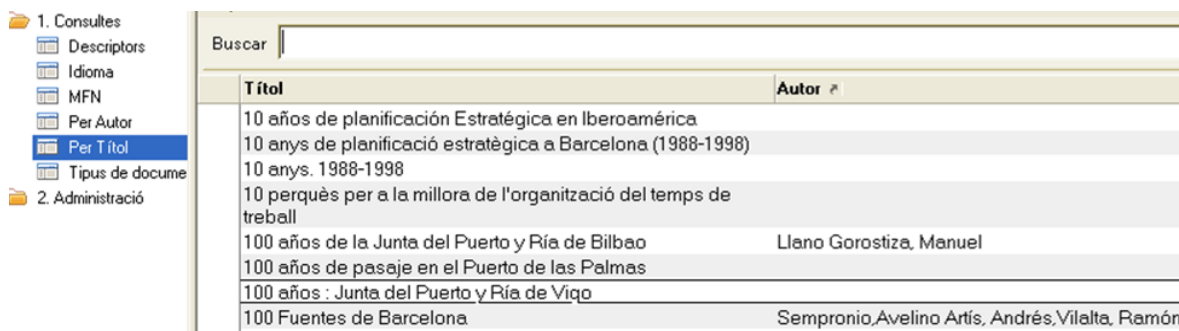 1. Consultes
Descriptors
Idioma
MFN
Per Autor
Per Títol
Tipus de docume
2. Administració
Buscar
Títol Autor
10 años de planificación Estratégica en Iberoamérica
10 anys de planificació estratègica a Barcelona (1988-1998)
10 anys. 1988-1998
10 perquès per a la millora de l'organització del temps de
treball
100 años de la Junta del Puerto y Ría de Bilbao Llano Gorostiza, Manuel
100 años de pasaje en el Puerto de las Palmas
100 años : Junta del Puerto y Ría de Vigo
100 Fuentes de Barcelona Sempronio,Avelino Artís, Andrés,Vilalta, Ramón